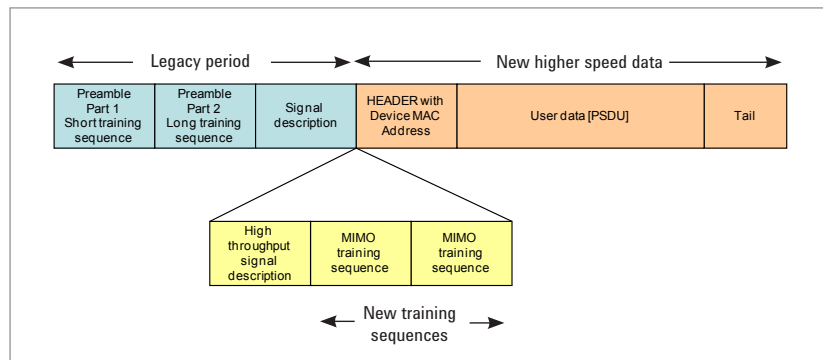 Legacy period
New higher speed data
Preamble
Part 1
Short training
sequence
Preamble
Part 2
Long training
sequence
Signal
description
HEADER with
Device MAC
Address
User data [PSDU]
Tail
High
throughput
signal
description
MIMO
training
sequence
MIMO
training
sequence
New training
sequences